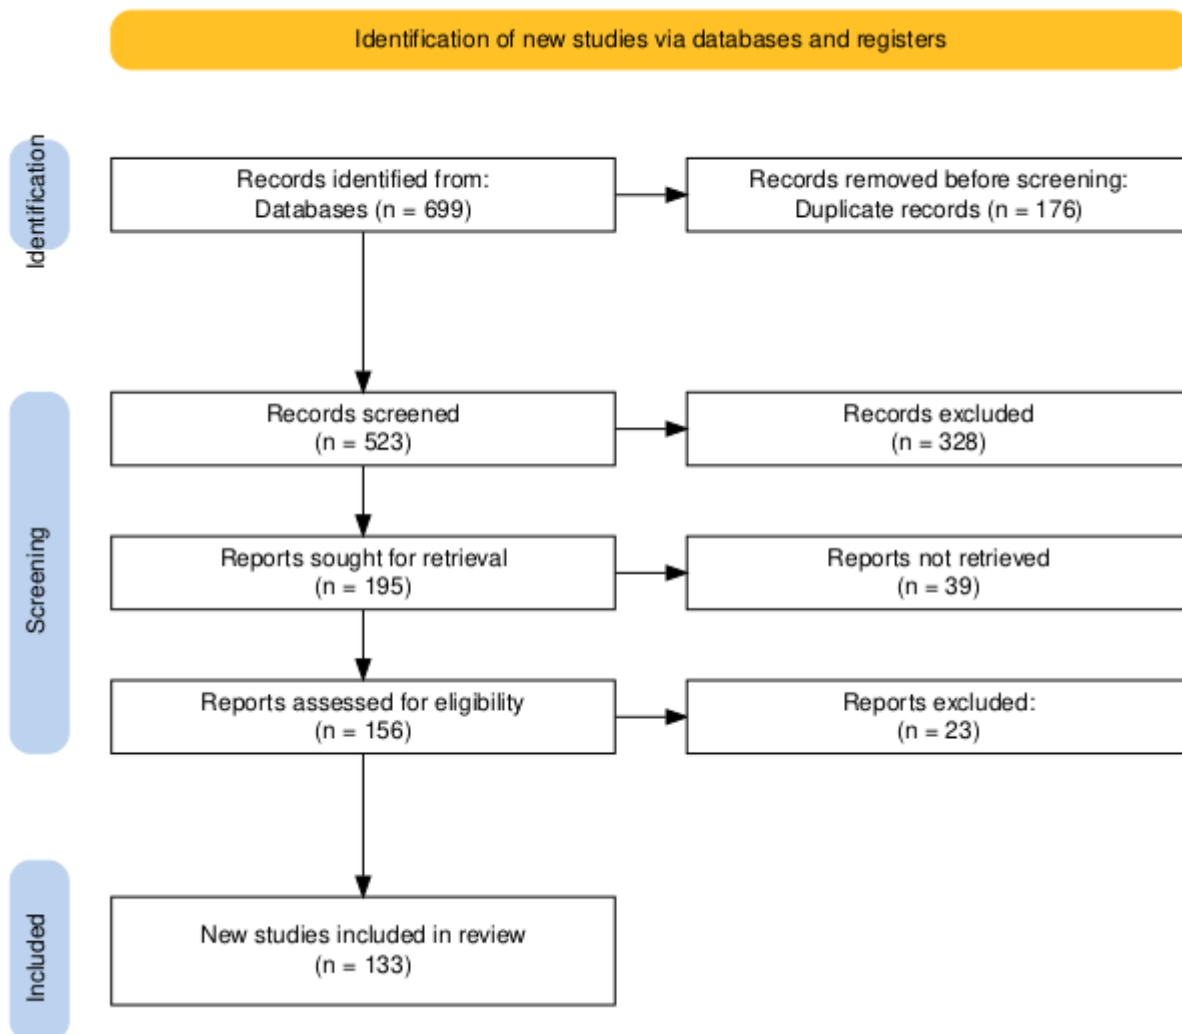 Identification of new studies via databases and registers
Identification
Records identified from:
Databases (n = 699)
Records removed before screening:
Duplicate records (n = 176)
Screening
Records screened
(n = 523)
Records excluded
(n = 328)
Reports sought for retrieval
(n = 195)
Reports not retrieved
(n = 39)
Reports assessed for eligibility
(n = 156)
Reports excluded:
(n = 23)
Included
New studies included in review
(n = 133)